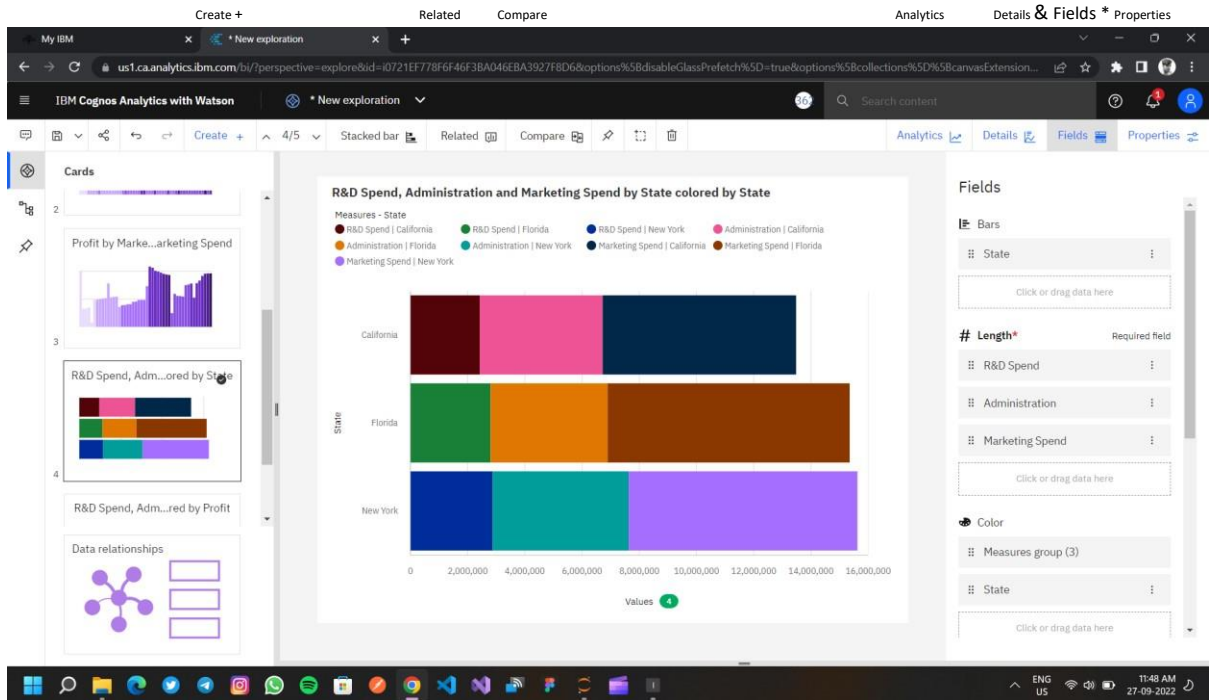 Create + Related Compare Analytics Details & Fields * Properties
My IBM * New exploration
us1.ca.analytics.ibm.com/bi/?perspective=explore&id=i0721EF778F6F46F3BA046EBA3927F8D6&options%5BdisableGlassPrefetch%5D=true&options%5Bcollections%5D%5BcanvasExtension...
IBM Cognos Analytics with Watson * New exploration Search content 1
Create + 4/5 Stacked bar Related Compare Analytics Details Fields Properties
Cards
2
Profit by Marke...arketing Spend
3
R&D Spend, Adm...ored by State
4
R&D Spend, Adm...red by Profit
Data relationships
R&D Spend, Administration and Marketing Spend by State colored by State
Measures - State
R&D Spend | California R&D Spend | Florida R&D Spend | New York Administration | California
Administration | Florida Administration | New York Marketing Spend | California Marketing Spend | Florida
Marketing Spend | New York
State
California
Florida
New York
0 2,000,000 4,000,000 6,000,000 8,000,000 10,000,000 12,000,000 14,000,000 16,000,000
Values 4
Fields
Bars
State
Click or drag data here
# Length* Required field
R&D Spend
Administration
Marketing Spend
Click or drag data here
Color
Measures group (3)
State
Click or drag data here
ENG
US
11:48 AM
27-09-2022